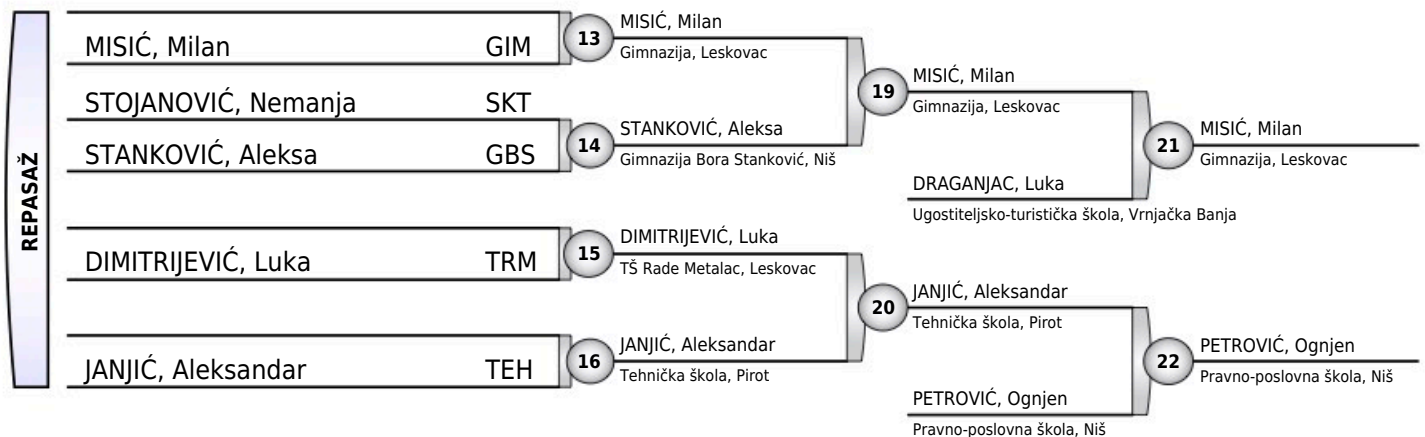 REPASAŽ
MISIĆ, Milan GIM
STOJANOVIĆ, Nemanja SKT
STANKOVIĆ, Aleksa GBS
DIMITRIJEVIĆ, Luka TRM
JANJIĆ, Aleksandar TEH
13
MISIĆ, Milan
Gimnazija, Leskovac
14
STANKOVIĆ, Aleksa
Gimnazija Bora Stanković, Niš
15
DIMITRIJEVIĆ, Luka
TŠ Rade Metalac, Leskovac
16
JANJIĆ, Aleksandar
Tehnička škola, Pirot
19
MISIĆ, Milan
Gimnazija, Leskovac
DRAGANJAC, Luka
Ugostiteljsko-turistička škola, Vrnjačka Banja
20
JANJIĆ, Aleksandar
Tehnička škola, Pirot
PETROVIĆ, Ognjen
Pravno-poslovna škola, Niš
21
MISIĆ, Milan
Gimnazija, Leskovac
22
PETROVIĆ, Ognjen
Pravno-poslovna škola, Niš